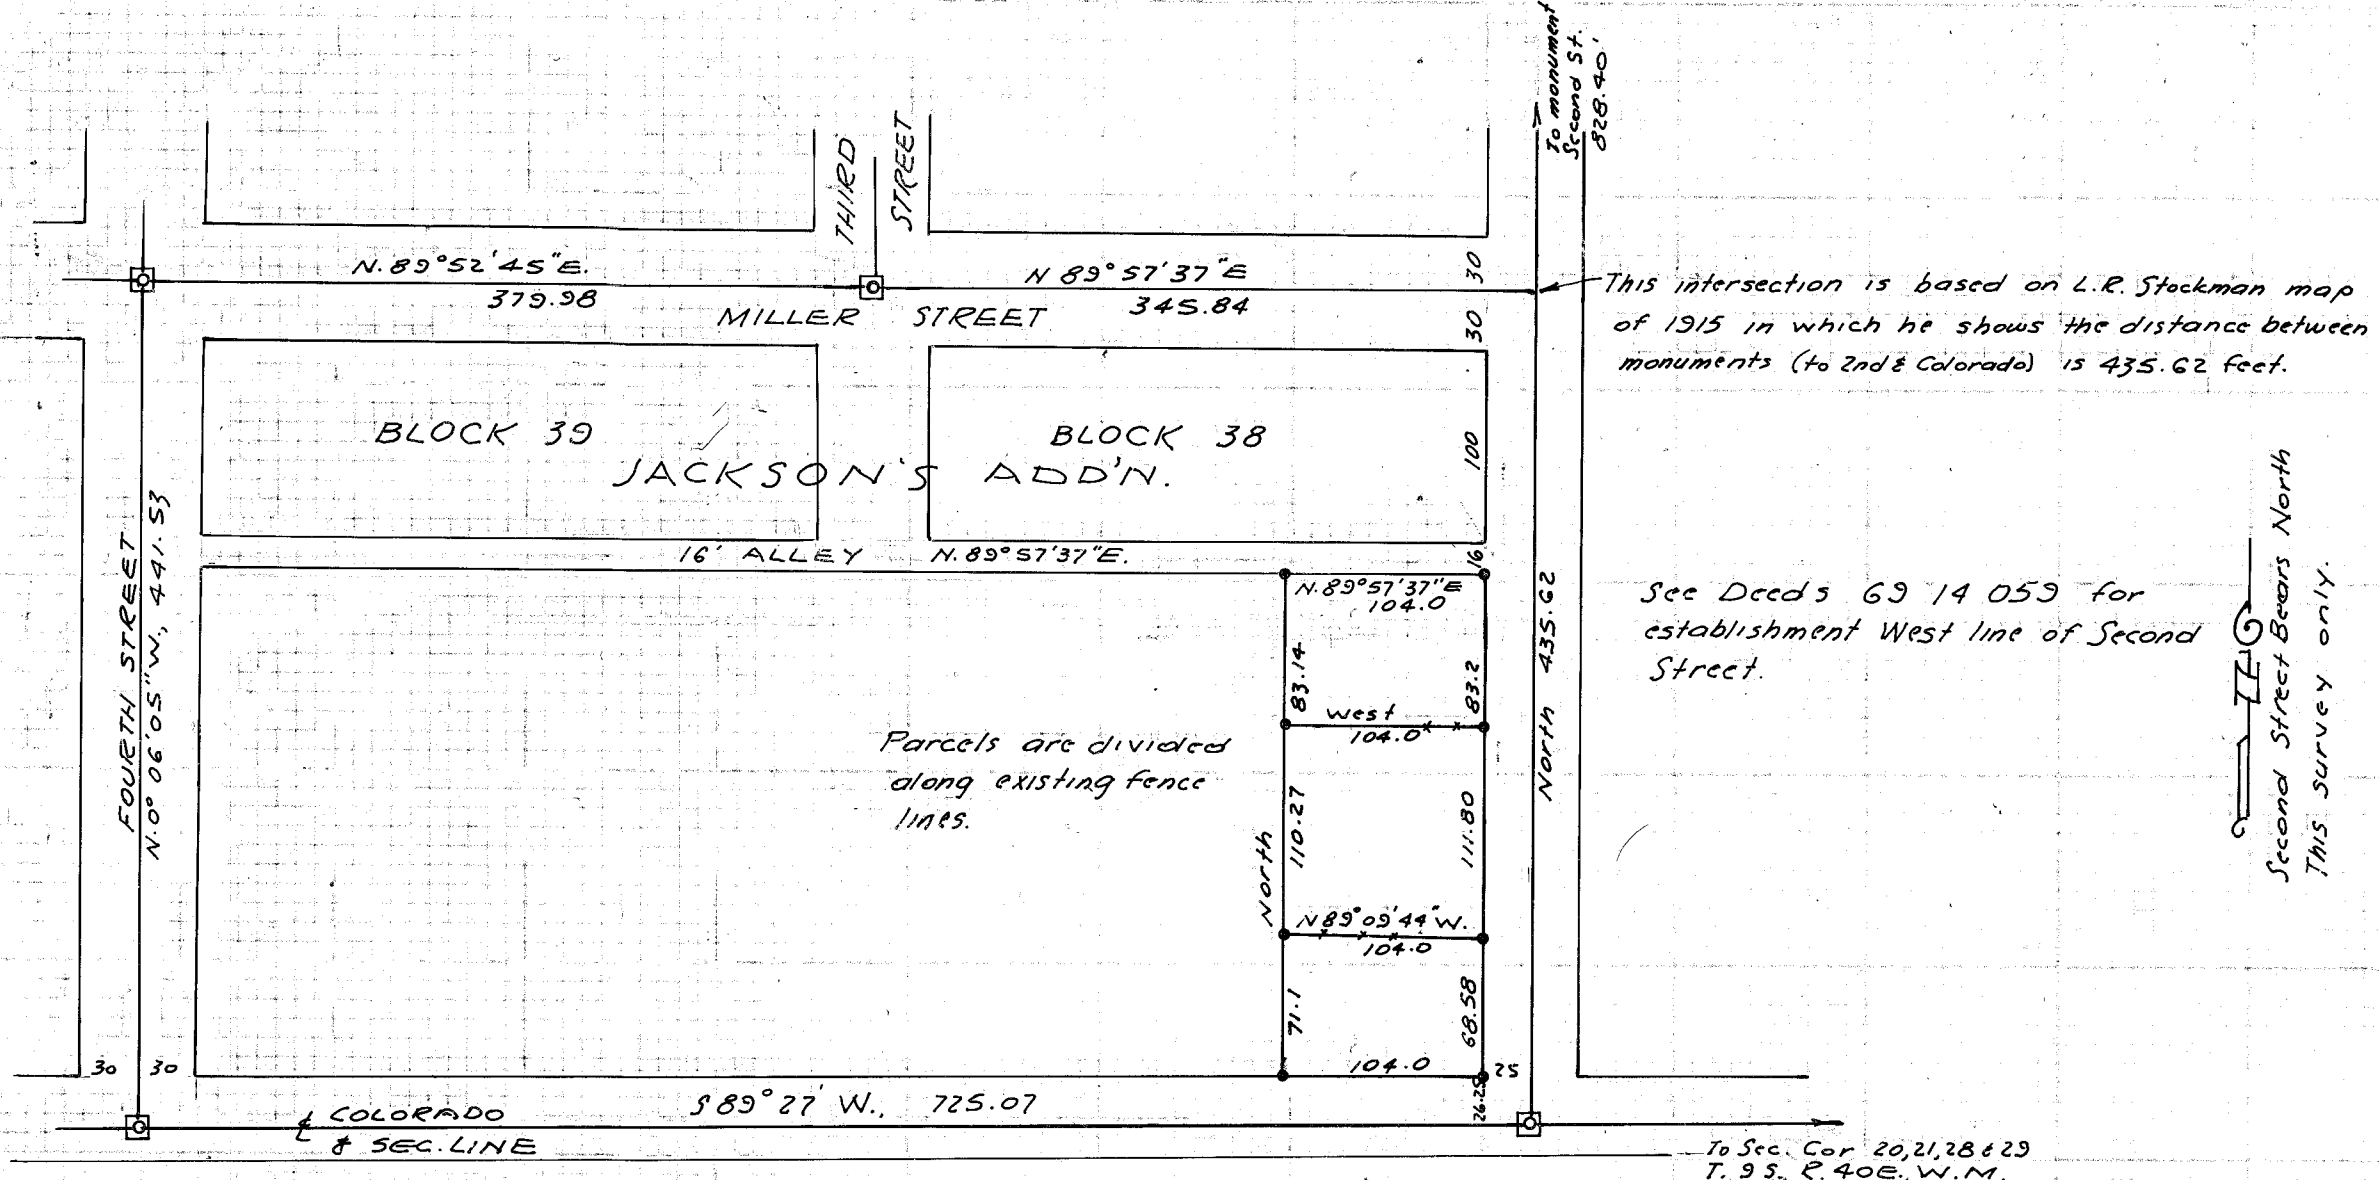 To monument
Second St.
828.40'
THIRD
STREET
N. 89° 52' 45" E.
379.98
N 89° 57' 37" E
345.84
30
30
MILLER STREET
This intersection is based on L.R. Stockman map
of 1915 in which he shows the distance between
monuments (to 2nd & Colorado) is 435.62 feet.
BLOCK 39
BLOCK 38
100
JACKSON'S ADD'N.
16' ALLEY
N. 89° 57' 37" E.
16
FOURTH STREET
N. 0° 06' 05" W., 441.53
N. 89° 57' 37" E
104.0
83.14
83.2
West
104.0
North 435.62
See Deeds 69 14 059 for
establishment West line of Second
Street.
Second Street Bears North
This survey only.
Parcels are divided
along existing fence
lines.
North
110.27
111.80
N 89° 09' 44" W.
104.0
71.1
68.58
30
30
104.0
25
26.25
S 89° 27' W., 725.07
℄ COLORADO
& SEC. LINE
To Sec. Cor 20,21,28 & 29
T. 9 S. R. 40 E. W.M.